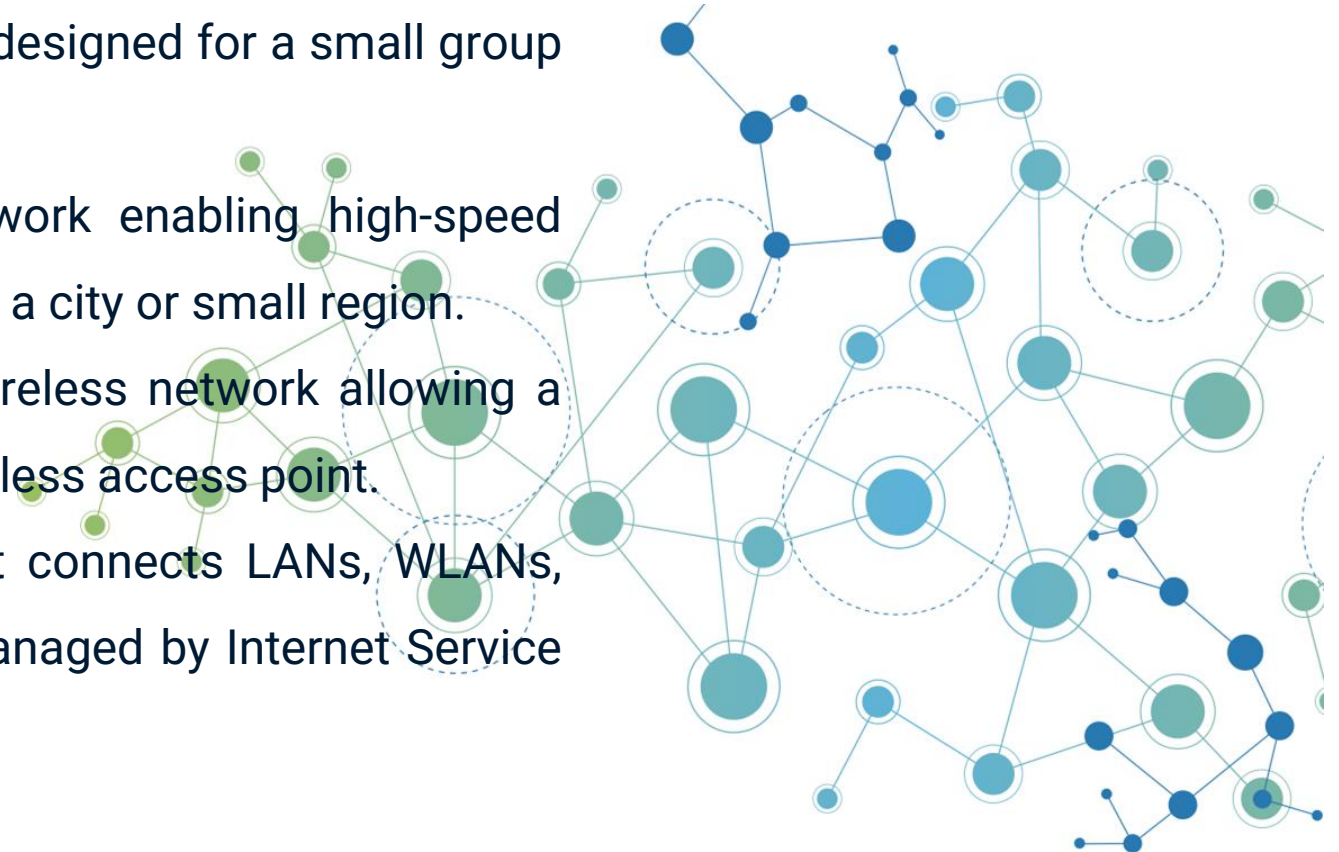 designed for a small group
work enabling high-speed
a city or small region.
reless network allowing a
less access point.
t connects LANs, WLANs,
anaged by Internet Service